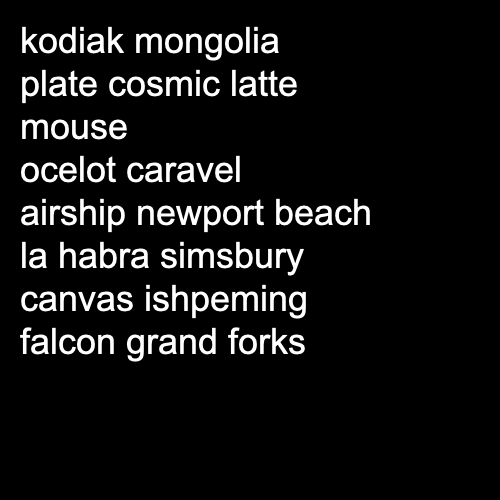 kodiak mongolia
plate cosmic latte
mouse
ocelot caravel
airship newport beach
la habra simsbury
canvas ishpeming
falcon grand forks